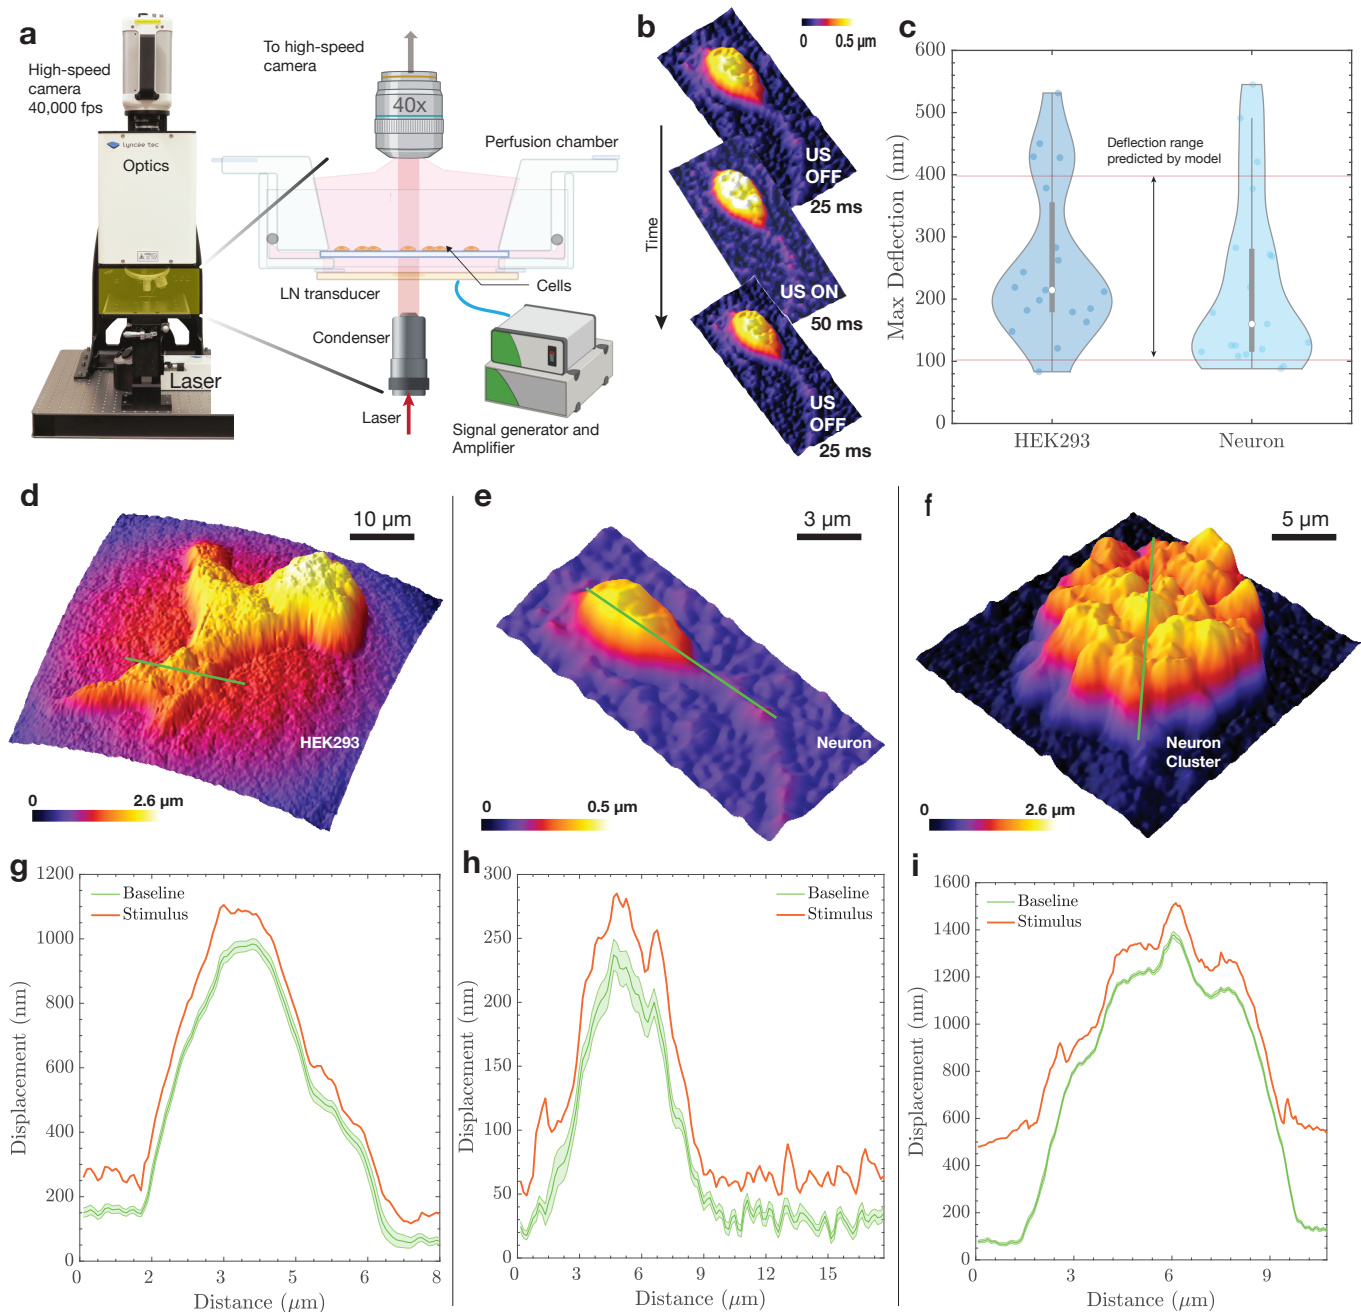 a
High-speed
camera
40,000 fps
lyncée tec
Optics
Laser
To high-speed
camera
40x
Perfusion chamber
Cells
LN transducer
Condenser
Laser
Signal generator and
Amplifier
b
0 0.5 µm
Time
US
OFF
25 ms
US ON
50 ms
US
OFF
25 ms
c
Max Deflection (nm)
600
500
400
300
200
100
0
Deflection range
predicted by model
HEK293 Neuron
d
10 µm
HEK293
0 2.6 µm
e
3 µm
Neuron
0 0.5 µm
f
5 µm
Neuron
Cluster
0 2.6 µm
g
Displacement (nm)
1200
1000
800
600
400
200
0
Baseline
Stimulus
0 2 3 5 6 8
Distance (µm)
h
Displacement (nm)
300
250
200
150
100
50
0
Baseline
Stimulus
0 3 6 9 12 15
Distance (µm)
i
Displacement (nm)
1600
1400
1200
1000
800
600
400
200
0
Baseline
Stimulus
0 3 6 9
Distance (µm)